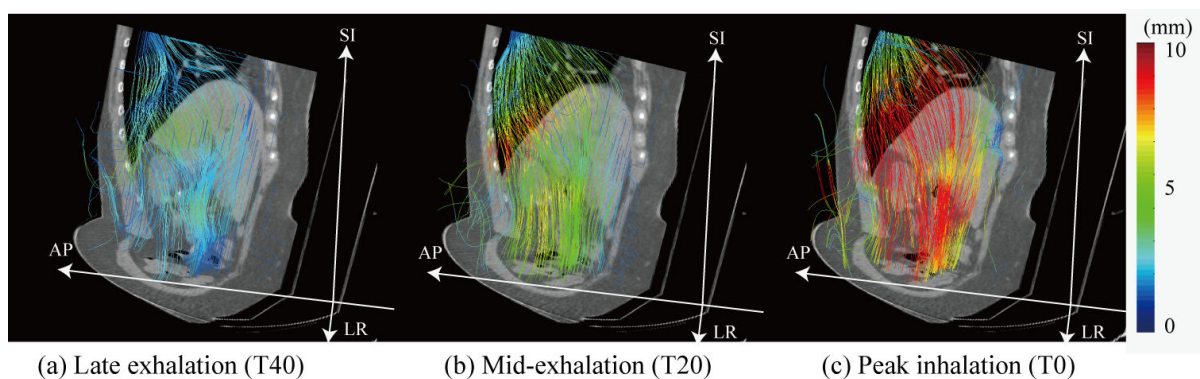 SI
AP
LR
SI
AP
LR
SI
AP
LR
(mm)
10
5
0
(a) Late exhalation (T40)
(b) Mid-exhalation (T20)
(c) Peak inhalation (T0)